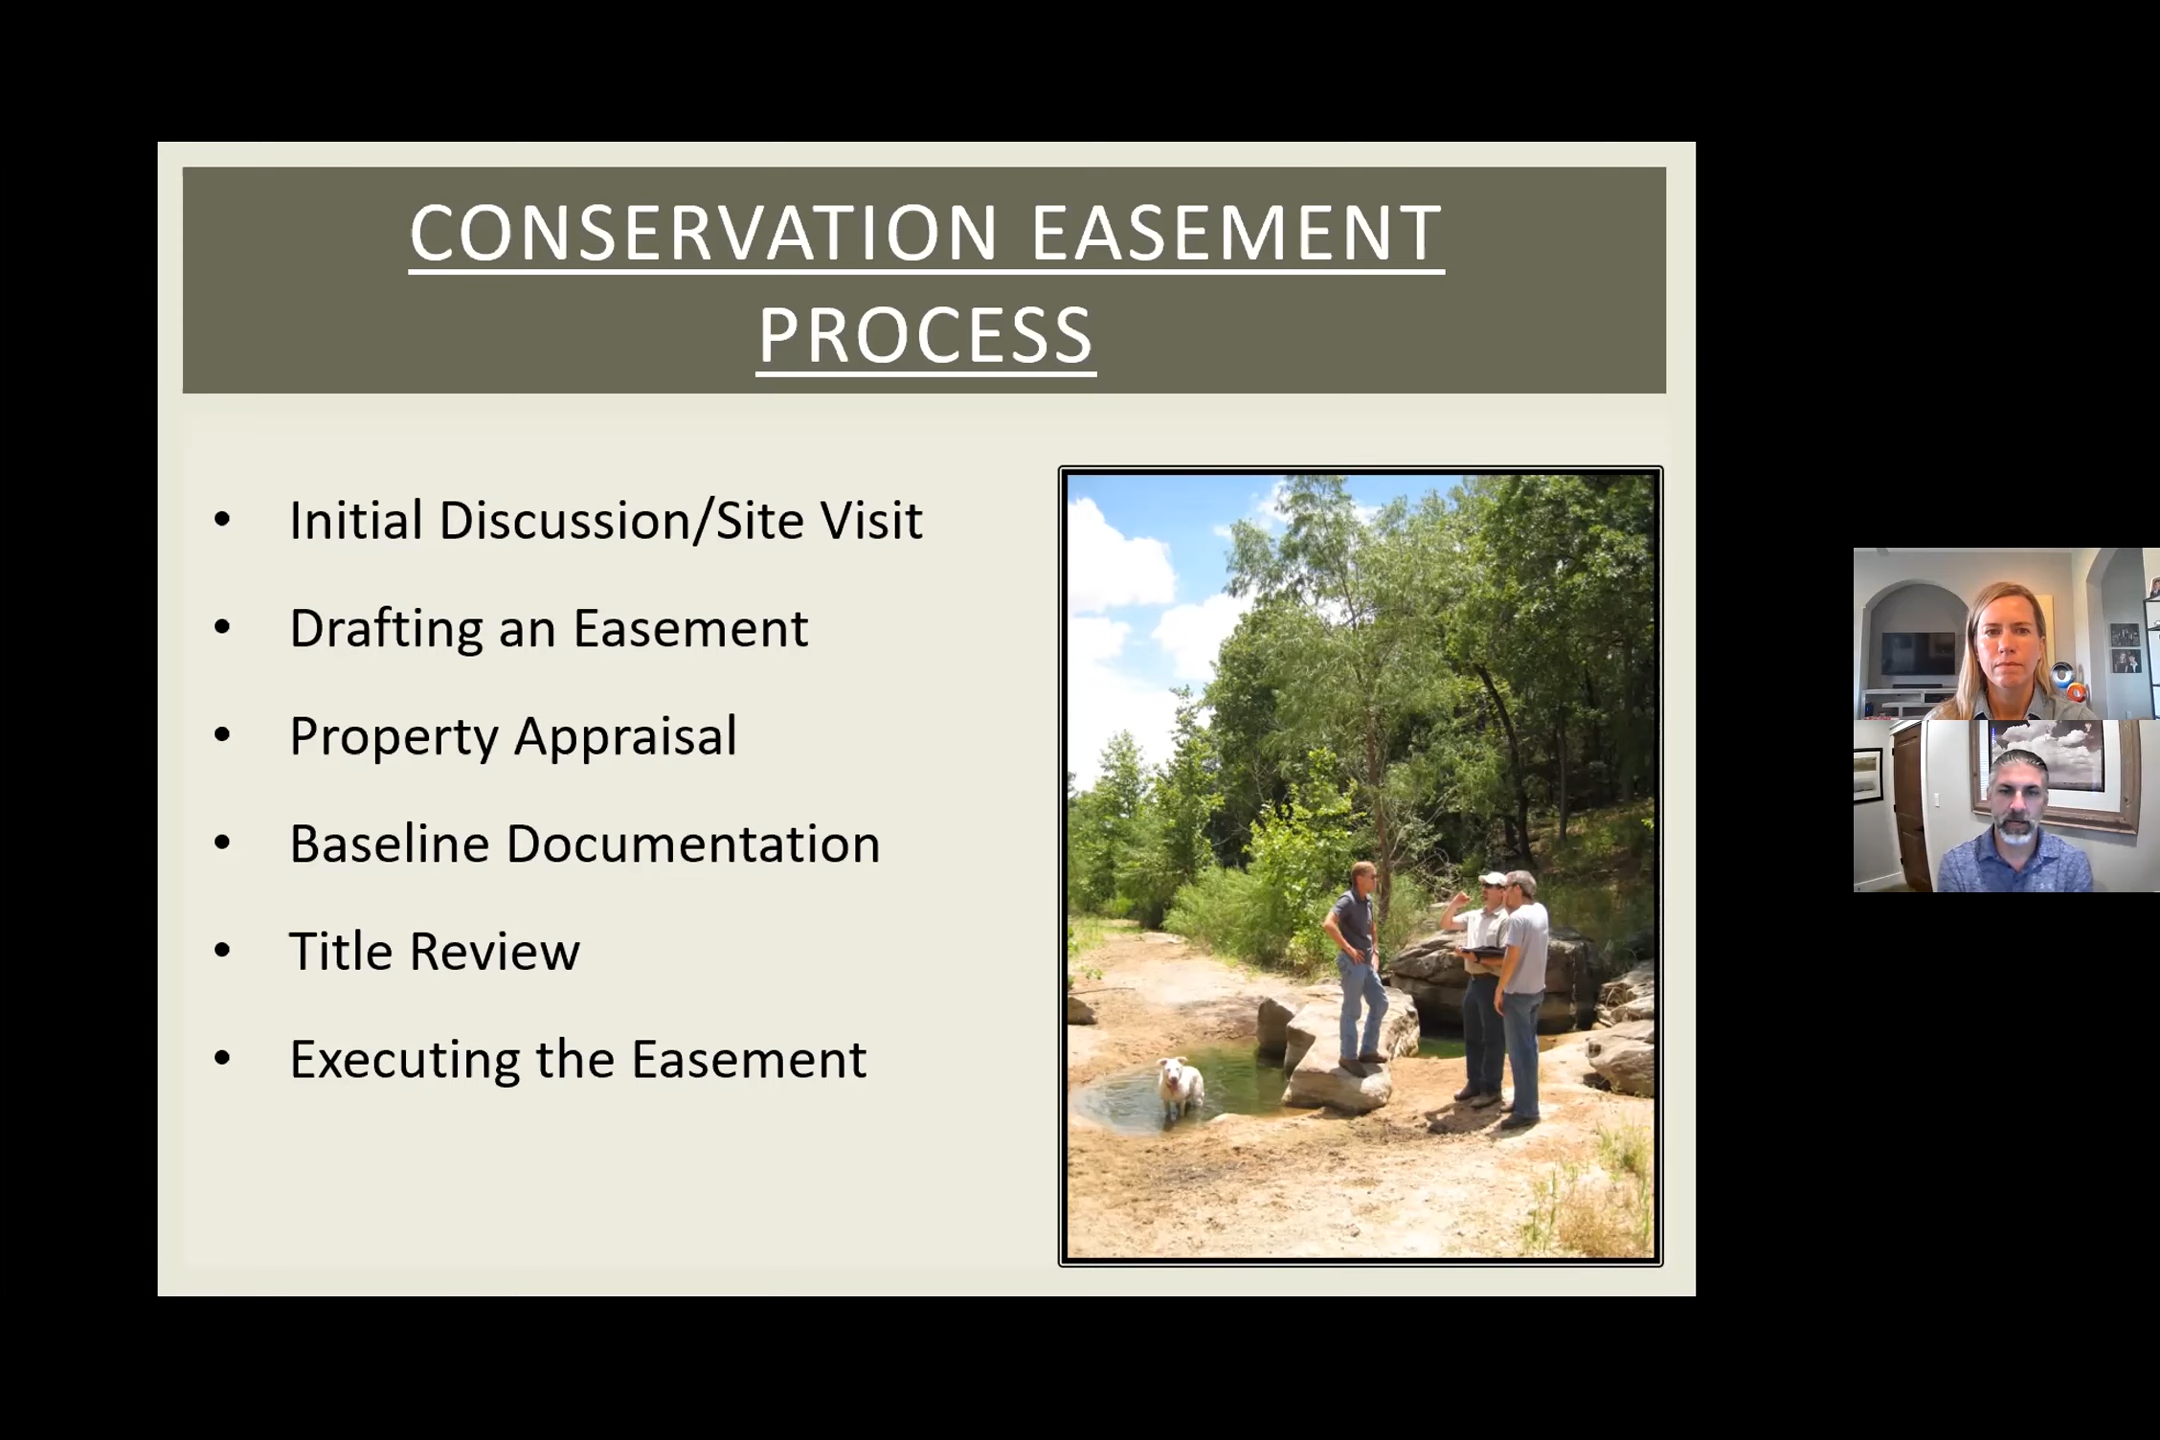 CONSERVATION EASEMENT
PROCESS
• Initial Discussion/Site Visit
• Drafting an Easement
• Property Appraisal
• Baseline Documentation
• Title Review
• Executing the Easement